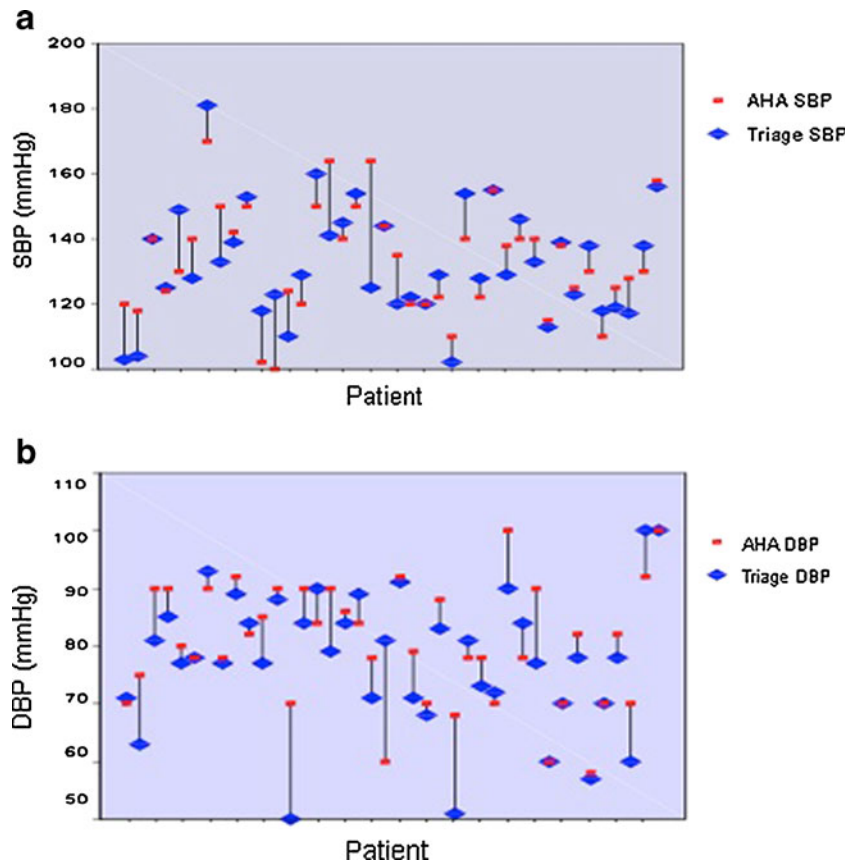 a
200
180
160
140
120
100
SBP (mmHg)
Patient
AHA SBP
Triage SBP
b
110
100
90
80
70
60
50
DBP (mmHg)
Patient
AHA DBP
Triage DBP